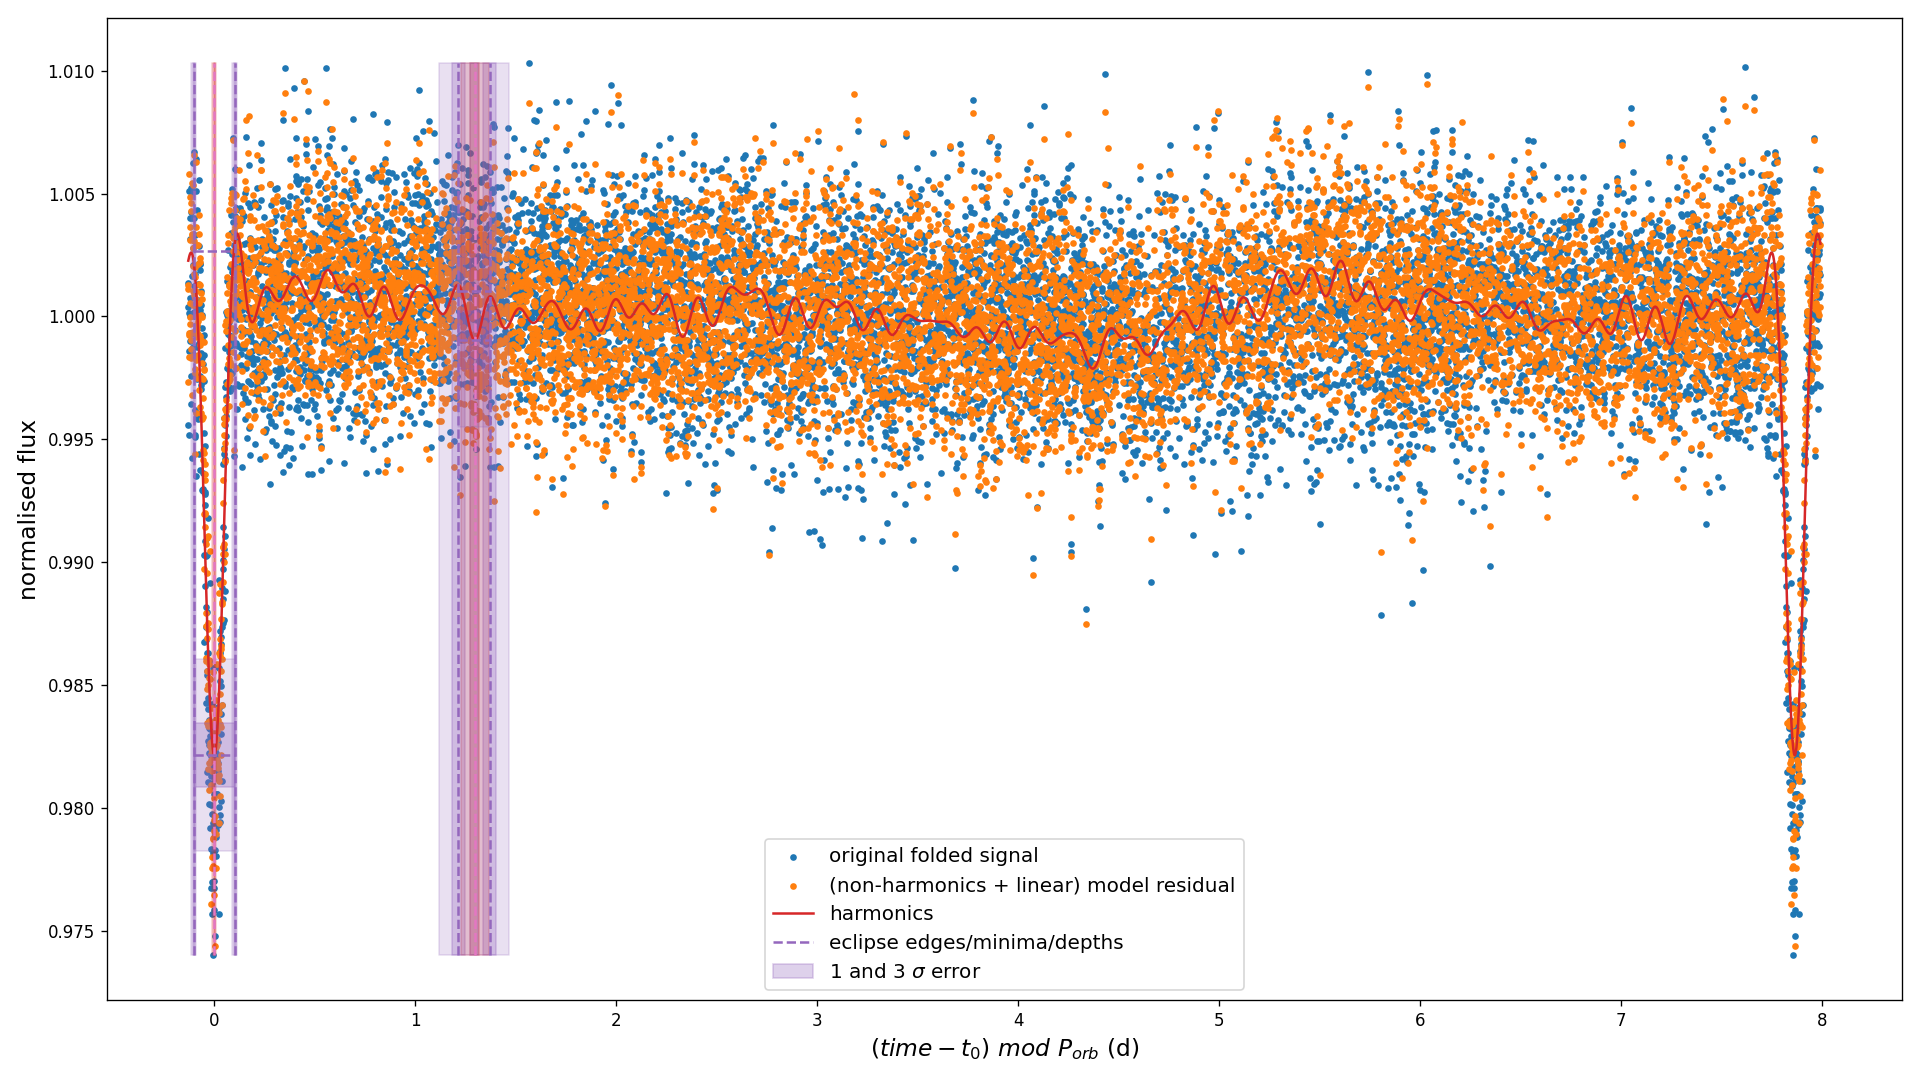 1.010
1.005
1.000
0.995
0.990
0.985
0.980
0.975
normalised flux
original folded signal
(non-harmonics + linear) model residual
harmonics
eclipse edges/minima/depths
1 and 3 σ error
0 1 2 3 4 5 6 7 8
(time − t₀) mod Pₒᵣb (d)